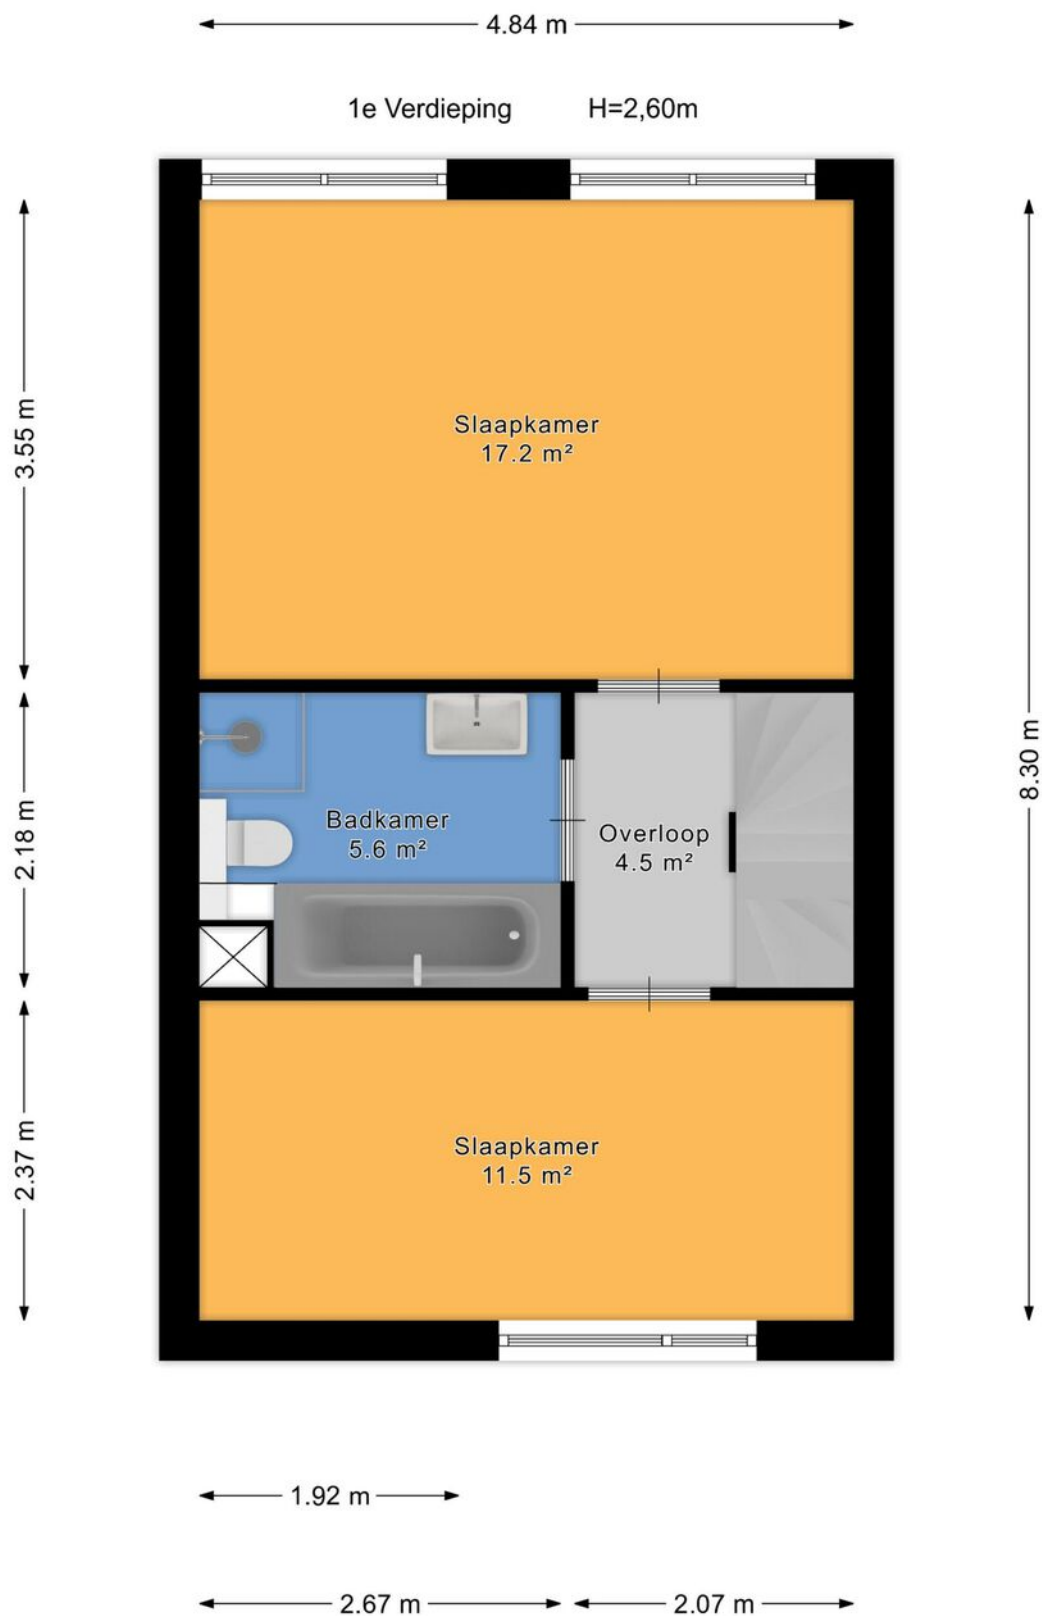 4.84 m
1e Verdieping H=2,60m
3.55 m
Slaapkamer
17.2 m²
8.30 m
2.18 m
Badkamer
5.6 m²
Overloop
4.5 m²
2.37 m
Slaapkamer
11.5 m²
1.92 m
2.67 m 2.07 m